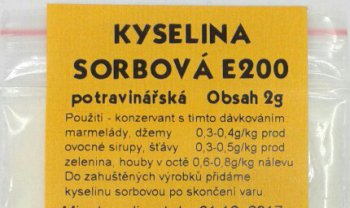 KYSELINA
SORBOVÁ E200
potravinářská Obsah 2g
Použití - konzervant s tímto dávkováním:
marmelády, džemy 0,3-0,4g/kg prod
ovocné sirupy, šťávy 0,3-0,5g/kg prod
zelenina, houby v octě 0,6-0,8g/kg nálevu
Do zahuštěných výrobků přidáme
kyselinu sorbovou po skončení varu